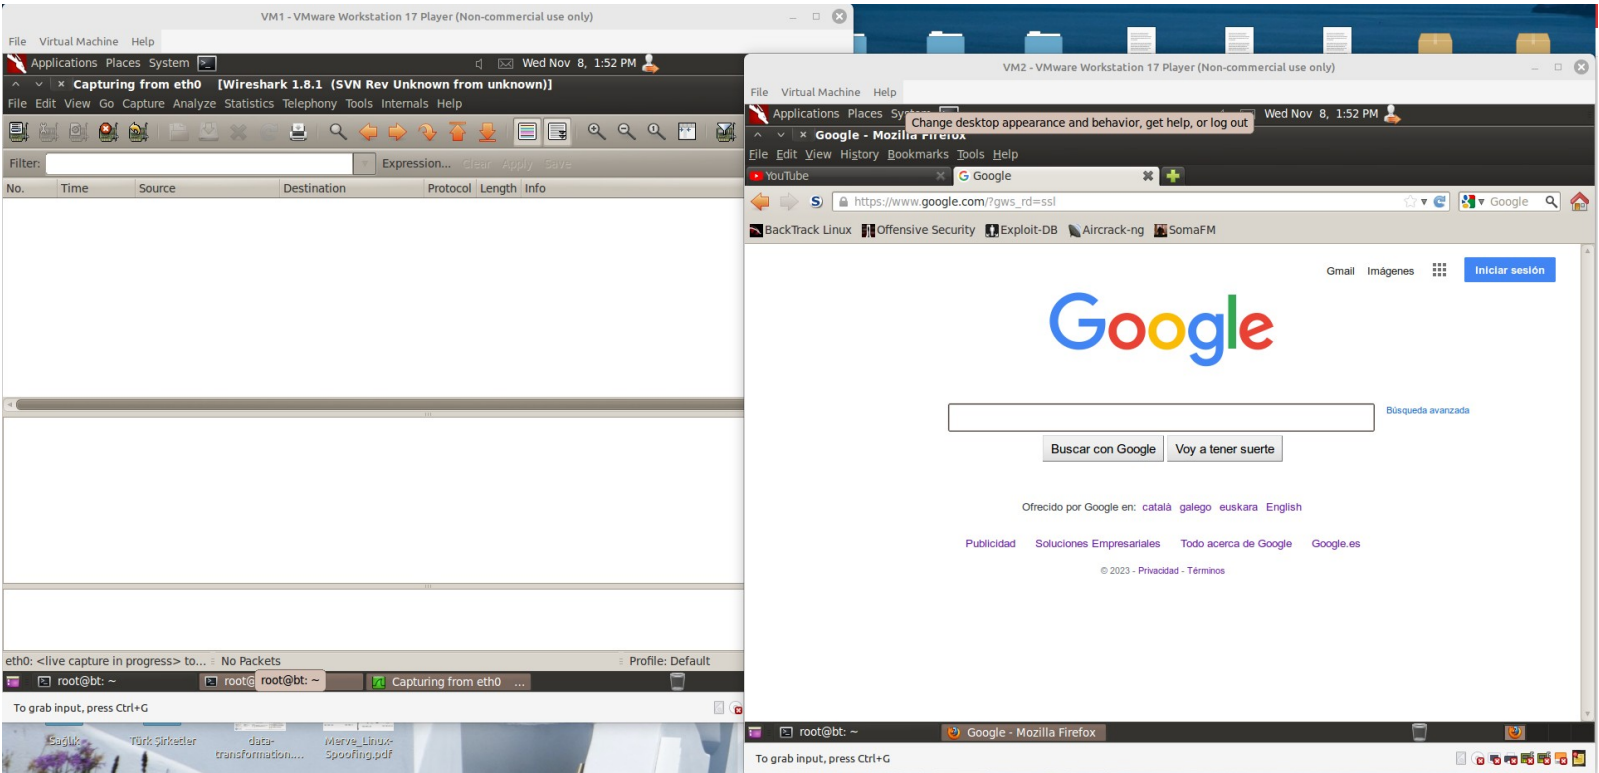 VM1 - VMware Workstation 17 Player (Non-commercial use only)
File Virtual Machine Help
Applications Places System
Wed Nov 8, 1:52 PM
Capturing from eth0 [Wireshark 1.8.1 (SVN Rev Unknown from unknown)]
File Edit View Go Capture Analyze Statistics Telephony Tools Internals Help
Filter:
Expression... Clear Apply Save
No. Time Source Destination Protocol Length Info
eth0: <live capture in progress> to... No Packets Profile: Default
root@bt: ~
root@
root@bt: ~
Capturing from eth0 ...
To grab input, press Ctrl+G
Sağlık
Türk Şirketler
data-
transformation....
Merve_Linux-
Spoofing.pdf
VM2 - VMware Workstation 17 Player (Non-commercial use only)
File Virtual Machine Help
Applications Places
Wed Nov 8, 1:52 PM
Change desktop appearance and behavior, get help, or log out
Google - Mozilla Firefox
File Edit View History Bookmarks Tools Help
YouTube
G Google
S https://www.google.com/?gws_rd=ssl
Google
BackTrack Linux Offensive Security Exploit-DB Aircrack-ng SomaFM
Gmail Imágenes Iniciar sesión
Google
Búsqueda avanzada
Buscar con Google Voy a tener suerte
Ofrecido por Google en: català galego euskara English
Publicidad Soluciones Empresariales Todo acerca de Google Google.es
© 2023 - Privacidad - Términos
root@bt: ~
Google - Mozilla Firefox
To grab input, press Ctrl+G